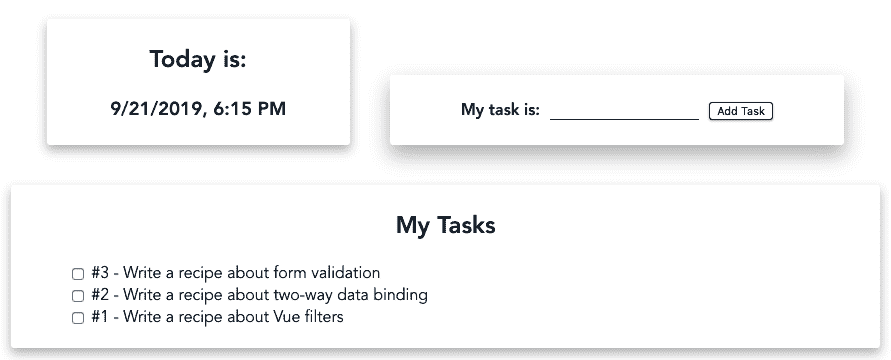 Today is:
9/21/2019, 6:15 PM
My task is:
Add Task
My Tasks
#3 - Write a recipe about form validation
#2 - Write a recipe about two-way data binding
#1 - Write a recipe about Vue filters